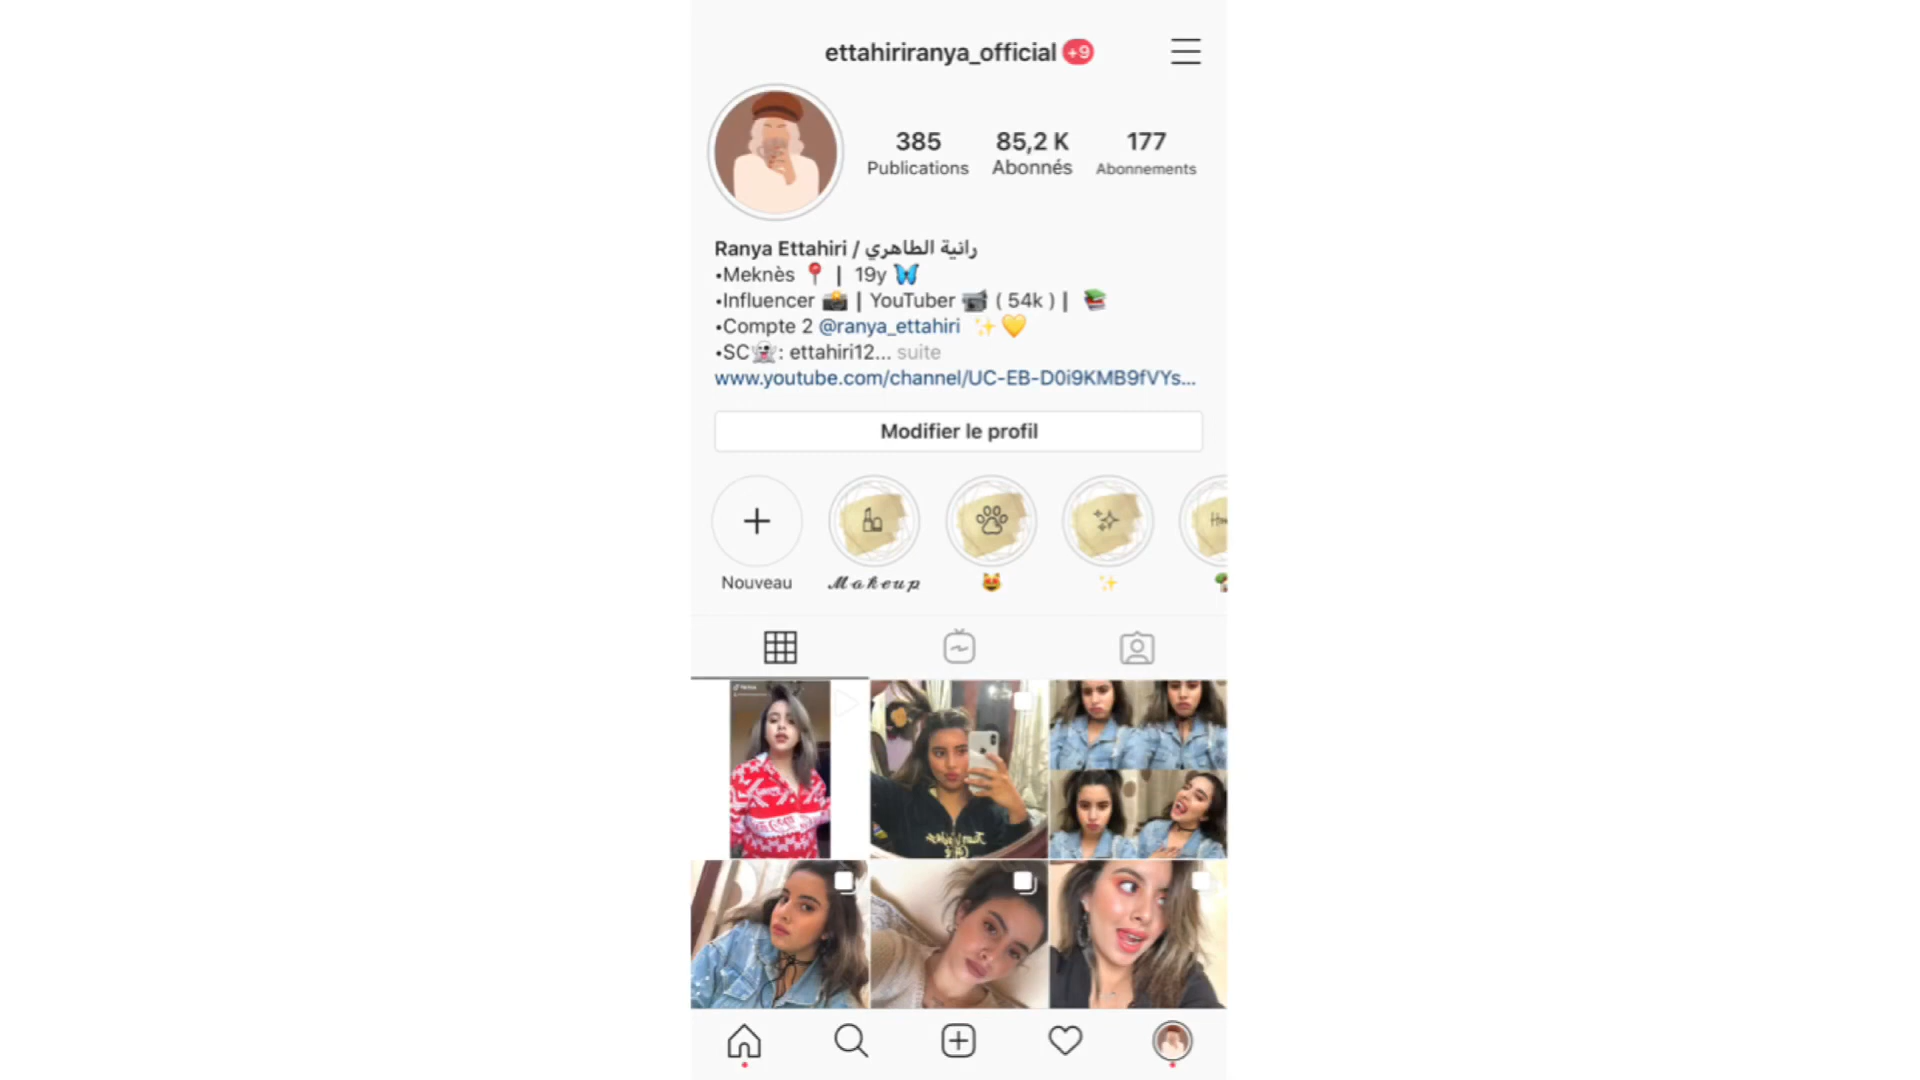 ettahiriranya_official +9
385 85,2 K 177
Publications Abonnés Abonnements
Ranya Ettahiri / رانية الطاهري
•Meknès 📍 | 19y 🦋
•Influencer 📸 | YouTuber 📹 ( 54k ) | 📚
•Compte 2 @ranya_ettahiri ✨💛
•SC👻: ettahiri12... suite
www.youtube.com/channel/UC-EB-D0i9KMB9fVYs...
Modifier le profil
Nouveau 𝓜𝓪𝓴𝓮𝓾𝓹 😻 ✨